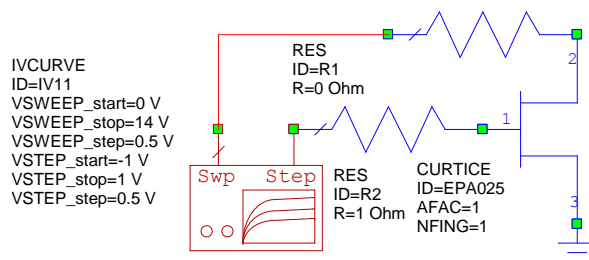 IVCURVE
ID=IV11
VSWEEP_start=0 V
VSWEEP_stop=14 V
VSWEEP_step=0.5 V
VSTEP_start=-1 V
VSTEP_stop=1 V
VSTEP_step=0.5 V
Swp Step
RES
ID=R1
R=0 Ohm
RES
ID=R2
R=1 Ohm
CURTICE
ID=EPA025
AFAC=1
NFING=1
1
2
3